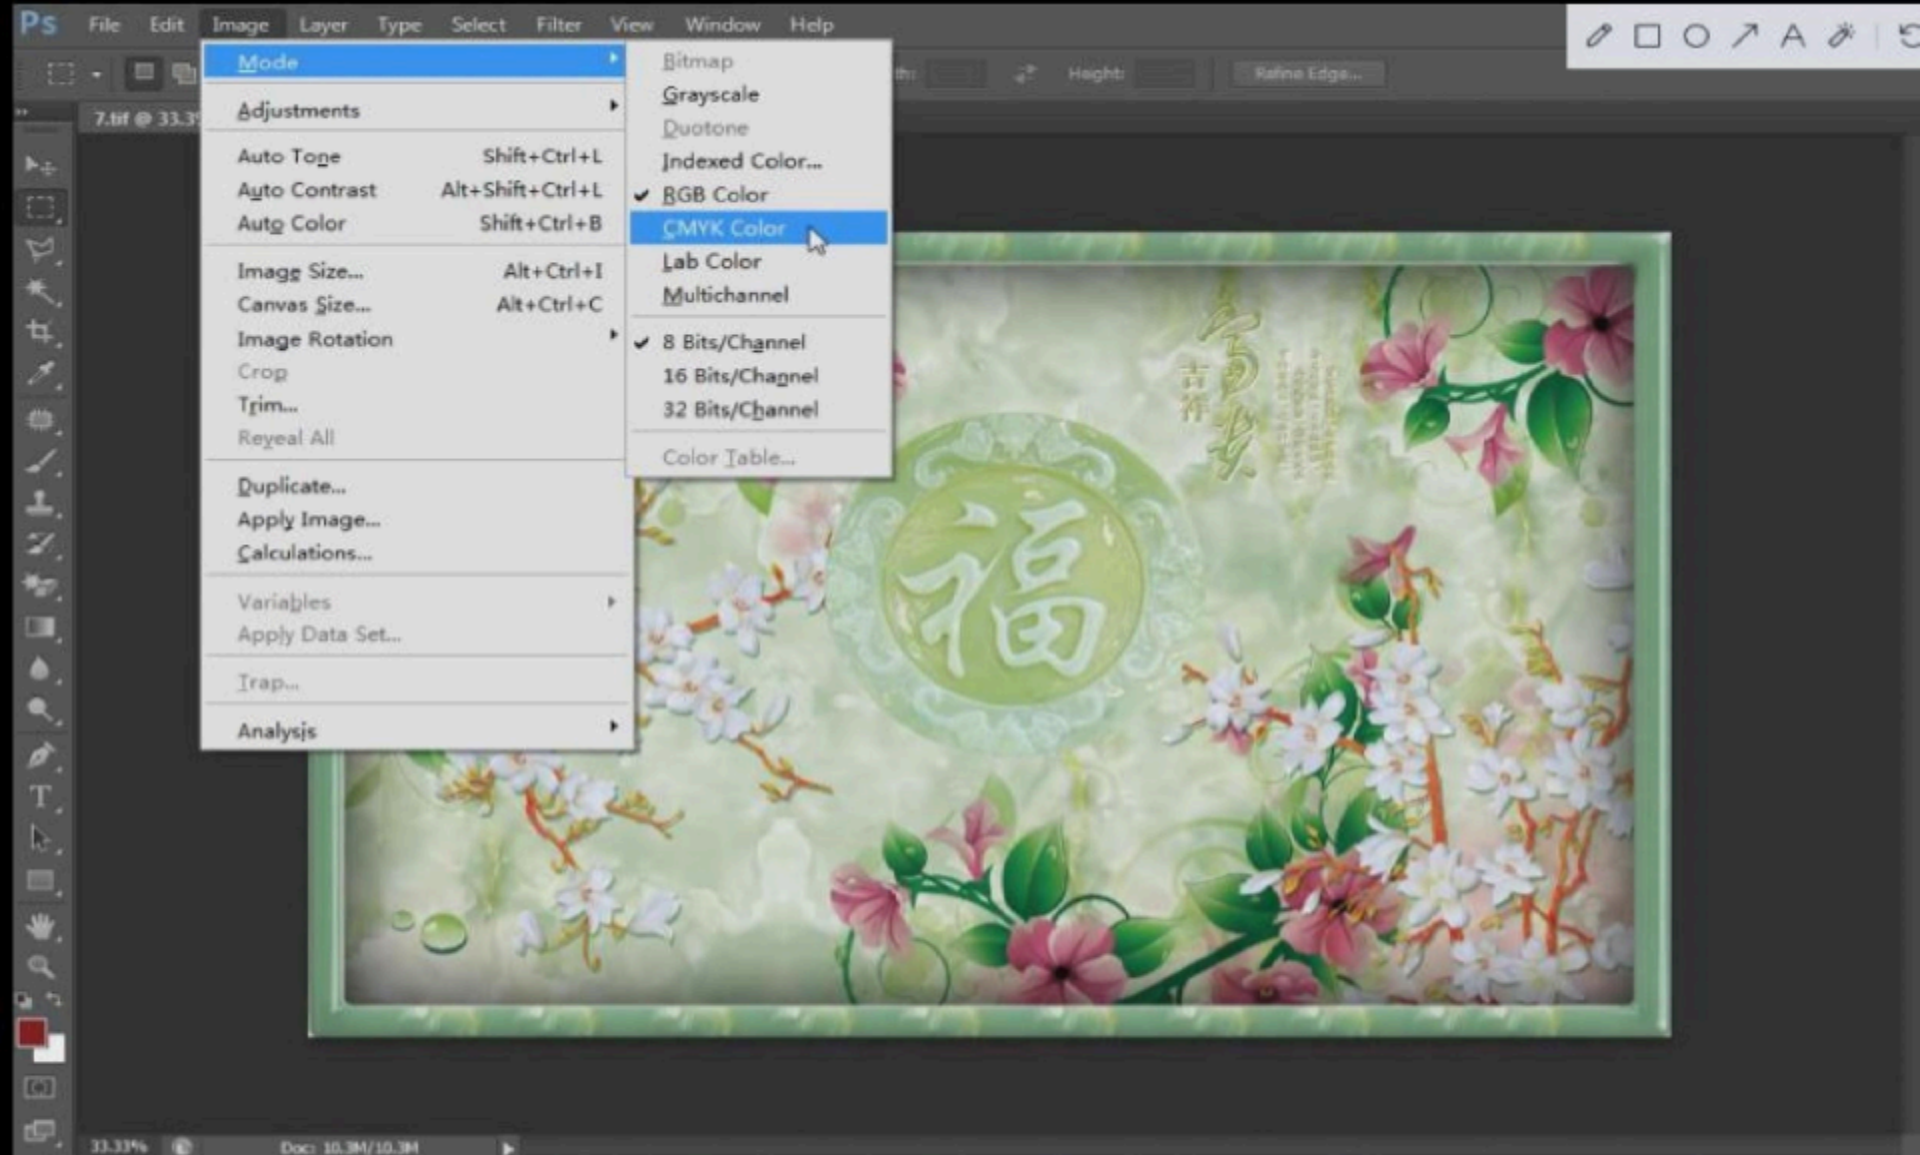 Ps File Edit Image Layer Type Select Filter View Window Help
Height: Refine Edge...
7.tif @ 33.3
Mode
Adjustments
Auto Tone Shift+Ctrl+L
Auto Contrast Alt+Shift+Ctrl+L
Auto Color Shift+Ctrl+B
Image Size... Alt+Ctrl+I
Canvas Size... Alt+Ctrl+C
Image Rotation
Crop
Trim...
Reveal All
Duplicate...
Apply Image...
Calculations...
Variables
Apply Data Set...
Trap...
Analysis
Bitmap
Grayscale
Duotone
Indexed Color...
RGB Color
CMYK Color
Lab Color
Multichannel
8 Bits/Channel
16 Bits/Channel
32 Bits/Channel
Color Table...
富贵
吉祥
福
33.33% Doc: 10.3M/10.3M